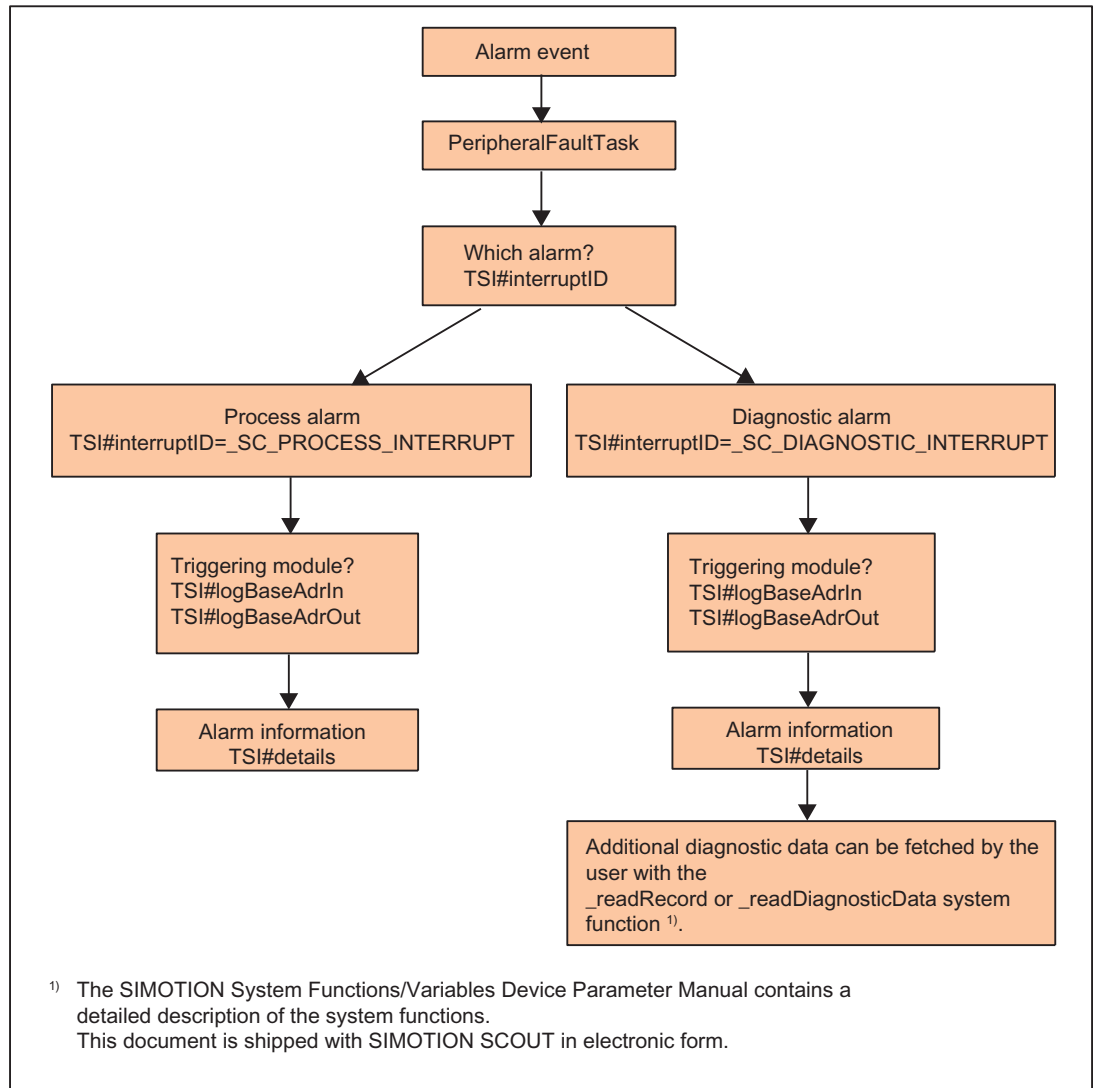 Alarm event
PeripheralFaultTask
Which alarm?
TSI#interruptID
Process alarm
TSI#interruptID=_SC_PROCESS_INTERRUPT
Diagnostic alarm
TSI#interruptID=_SC_DIAGNOSTIC_INTERRUPT
Triggering module?
TSI#logBaseAdrIn
TSI#logBaseAdrOut
Triggering module?
TSI#logBaseAdrIn
TSI#logBaseAdrOut
Alarm information
TSI#details
Alarm information
TSI#details
Additional diagnostic data can be fetched by the
user with the
_readRecord or _readDiagnosticData system
function 1).
1) The SIMOTION System Functions/Variables Device Parameter Manual contains a
detailed description of the system functions.
This document is shipped with SIMOTION SCOUT in electronic form.